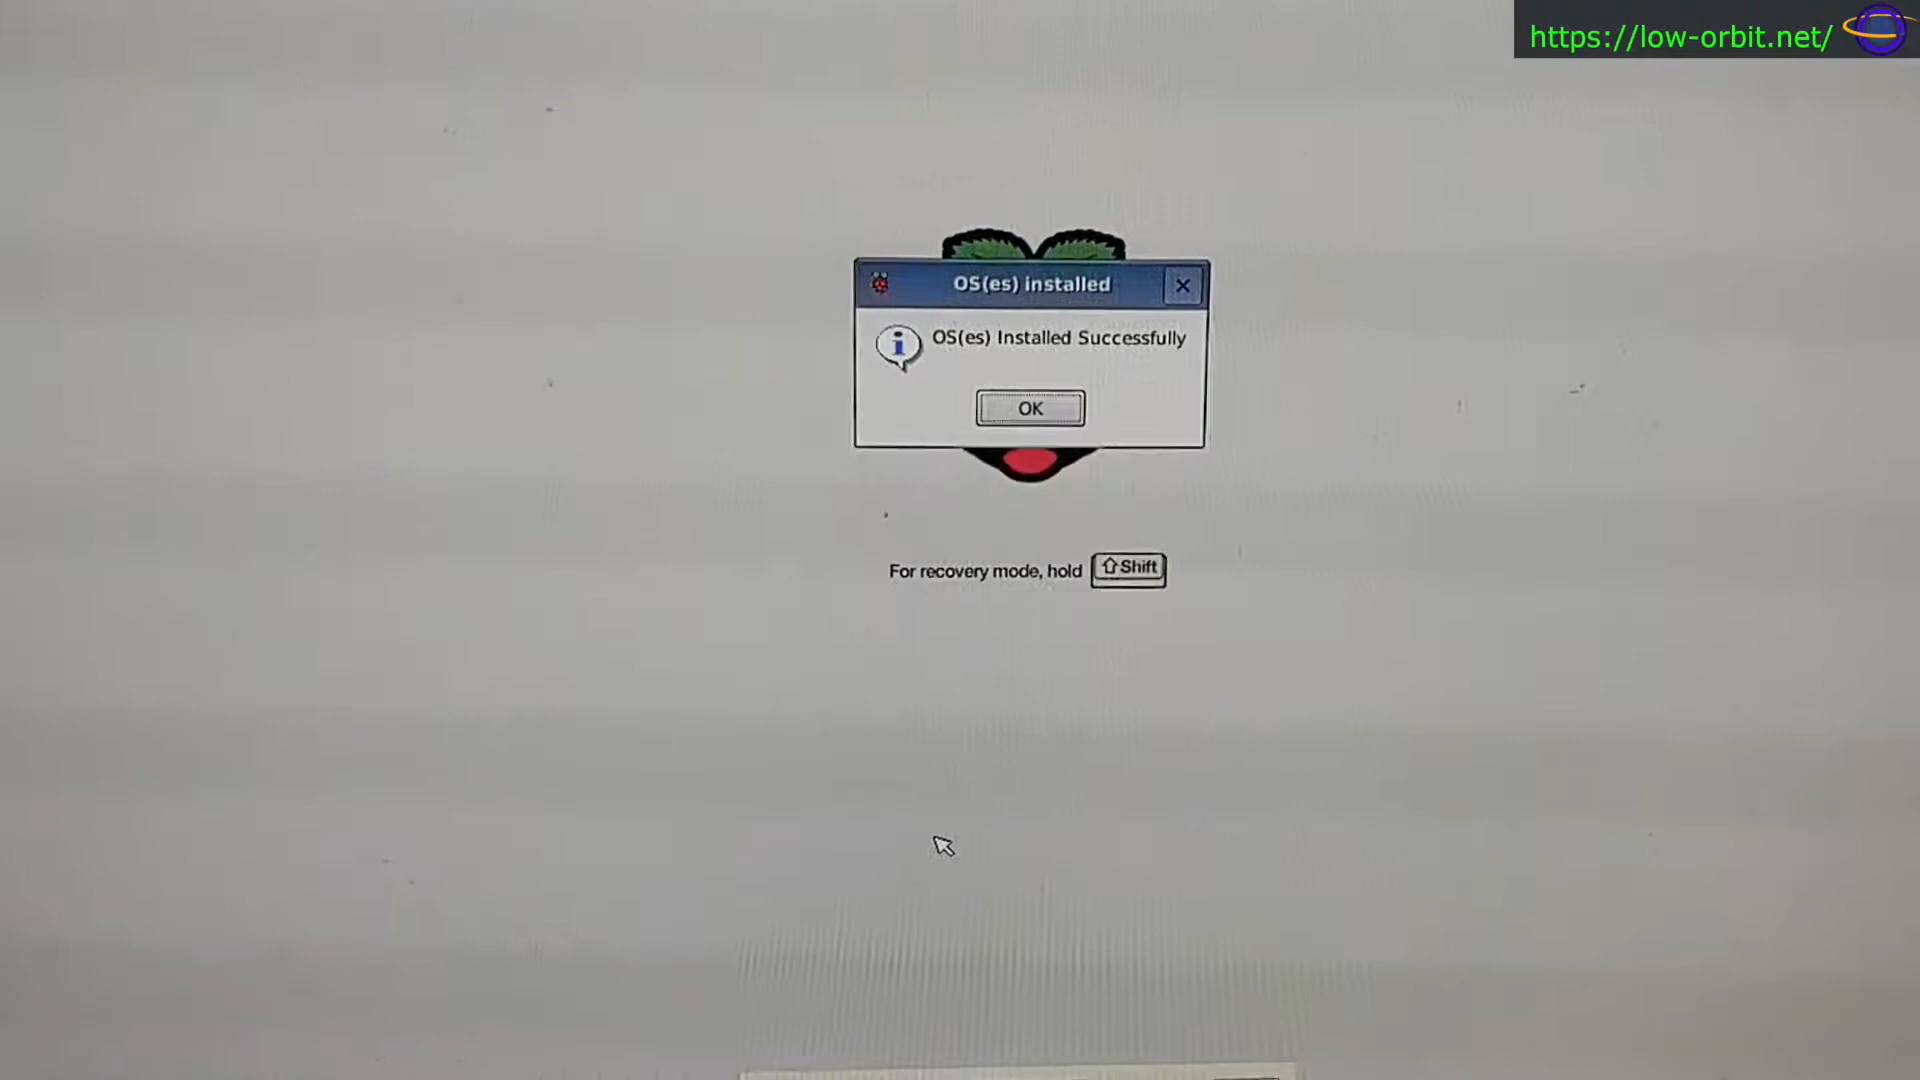 https://low-orbit.net/
OS(es) installed
OS(es) Installed Successfully
OK
For recovery mode, hold
Shift